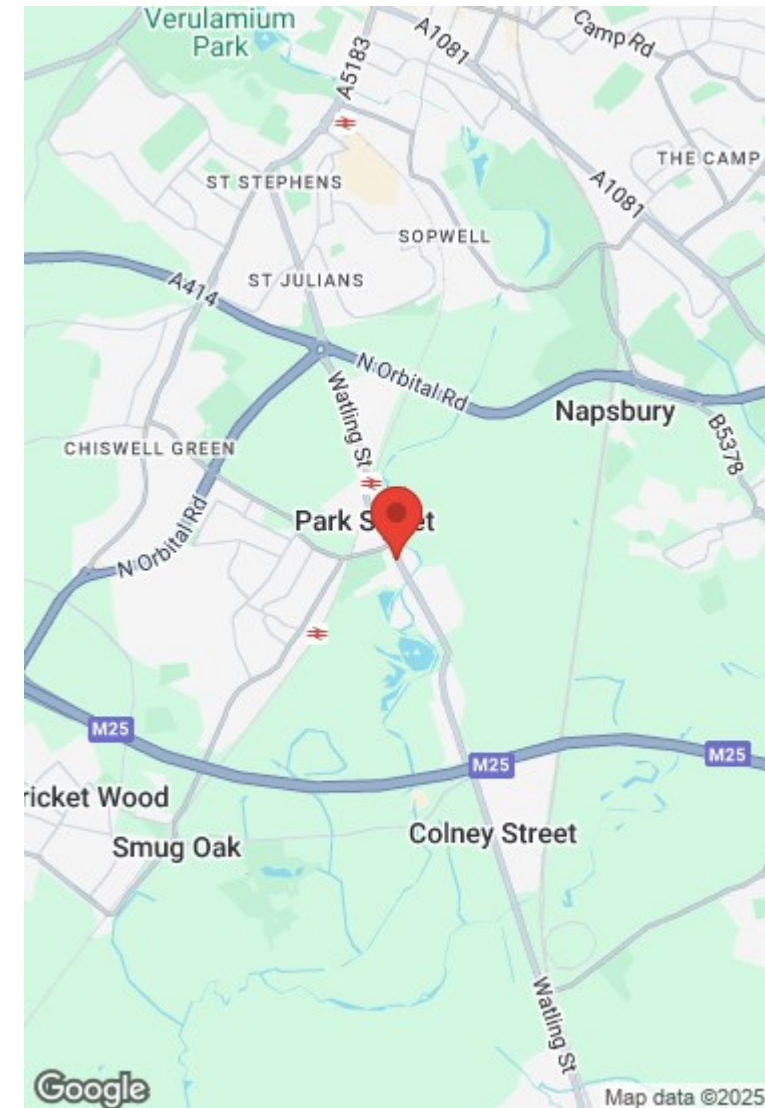 Verulamium
Park
A5183
A1081
Camp Rd
THE CAMP
A1081
ST STEPHENS
SOPWELL
ST JULIANS
A414
N Orbital Rd
Watling St
Napsbury
B5378
CHISWELL GREEN
Park S et
N Orbital Rd
M25
M25
M25
ricket Wood
Smug Oak
Colney Street
Watling St
Google
Map data ©2025